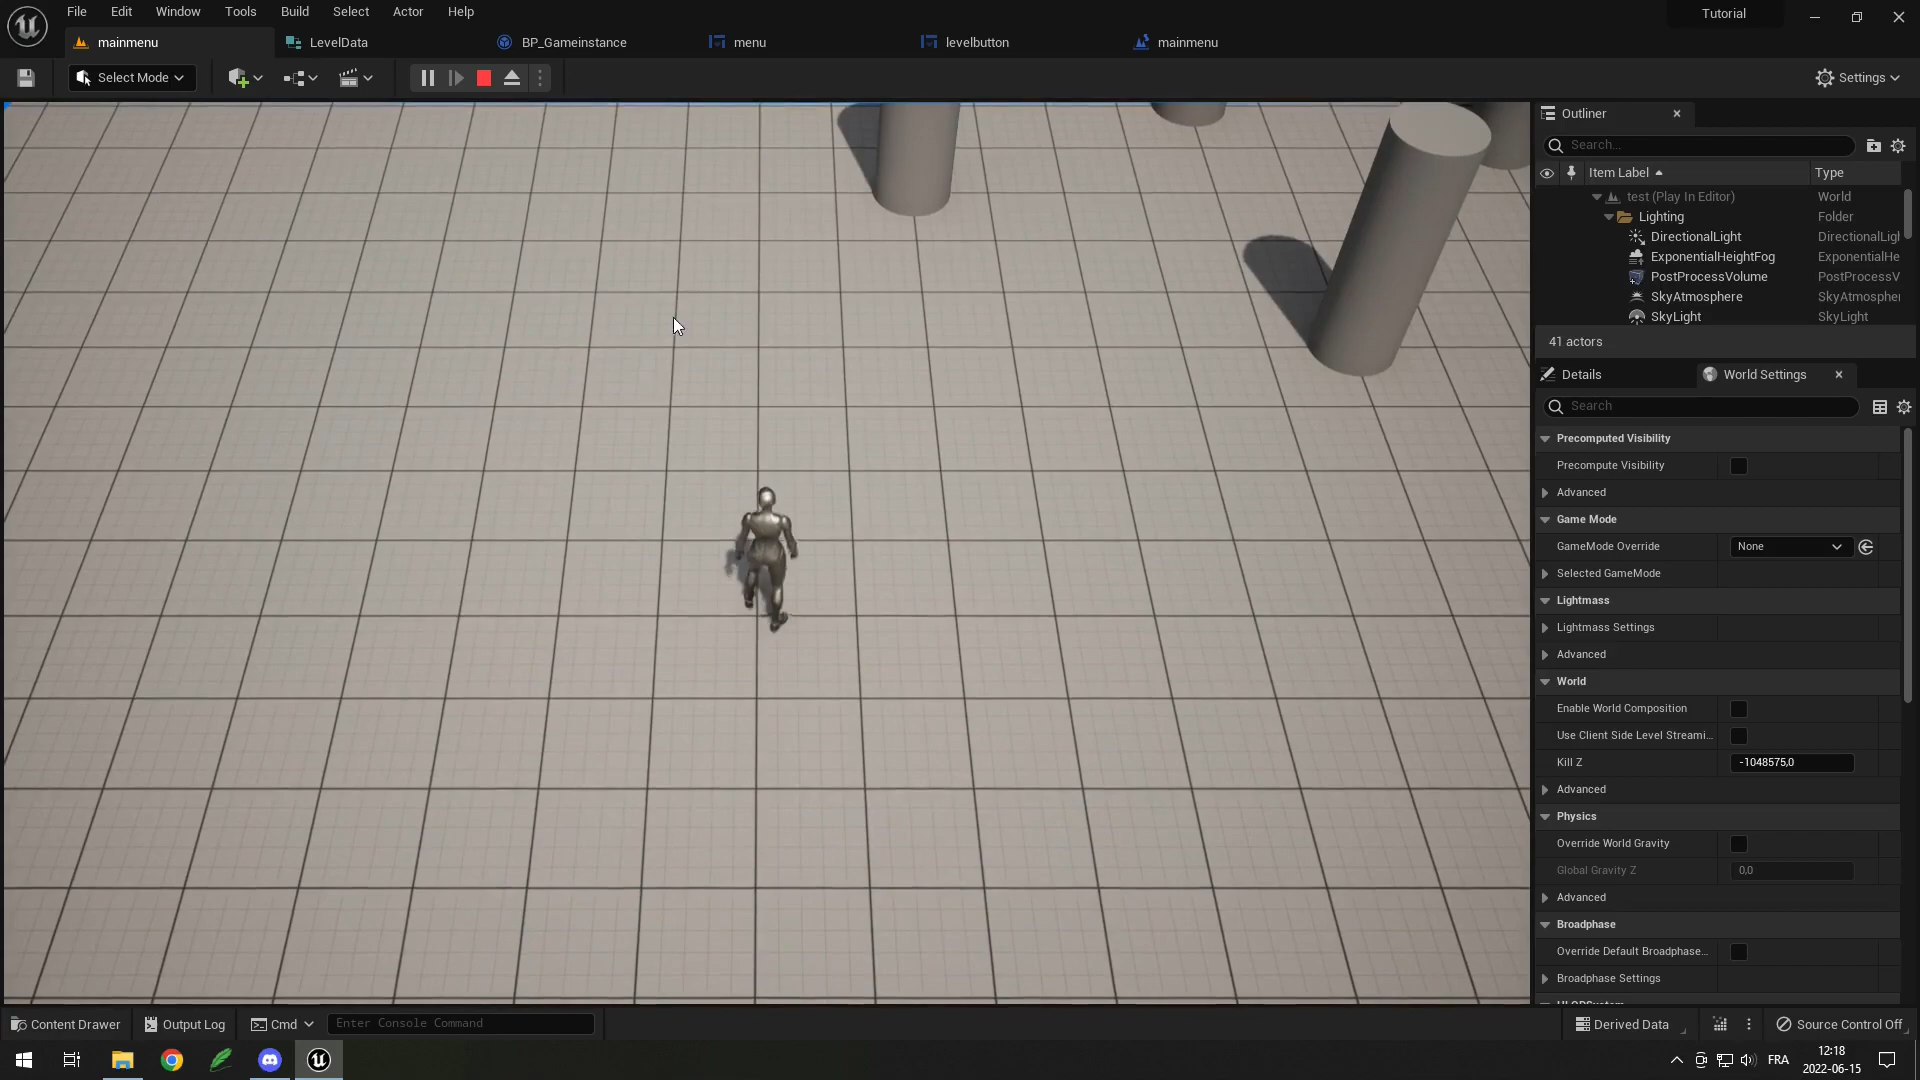 File Edit Window Tools Build Select Actor Help
Tutorial
mainmenu LevelData BP_Gameinstance menu levelbutton mainmenu
Select Mode
Settings
Outliner
Search...
Item Label Type
test (Play In Editor) World
Lighting Folder
DirectionalLight DirectionalLigh
ExponentialHeightFog ExponentialHe
PostProcessVolume PostProcessV
SkyAtmosphere SkyAtmospher
SkyLight SkyLight
41 actors
Details World Settings
Search
Precomputed Visibility
Precompute Visibility
Advanced
Game Mode
GameMode Override None
Selected GameMode
Lightmass
Lightmass Settings
Advanced
World
Enable World Composition
Use Client Side Level Streami...
Kill Z -1048575,0
Advanced
Physics
Override World Gravity
Global Gravity Z 0,0
Advanced
Broadphase
Override Default Broadphase...
Broadphase Settings
Content Drawer Output Log Cmd Enter Console Command Derived Data Source Control Off
FRA
12:18
2022-06-15